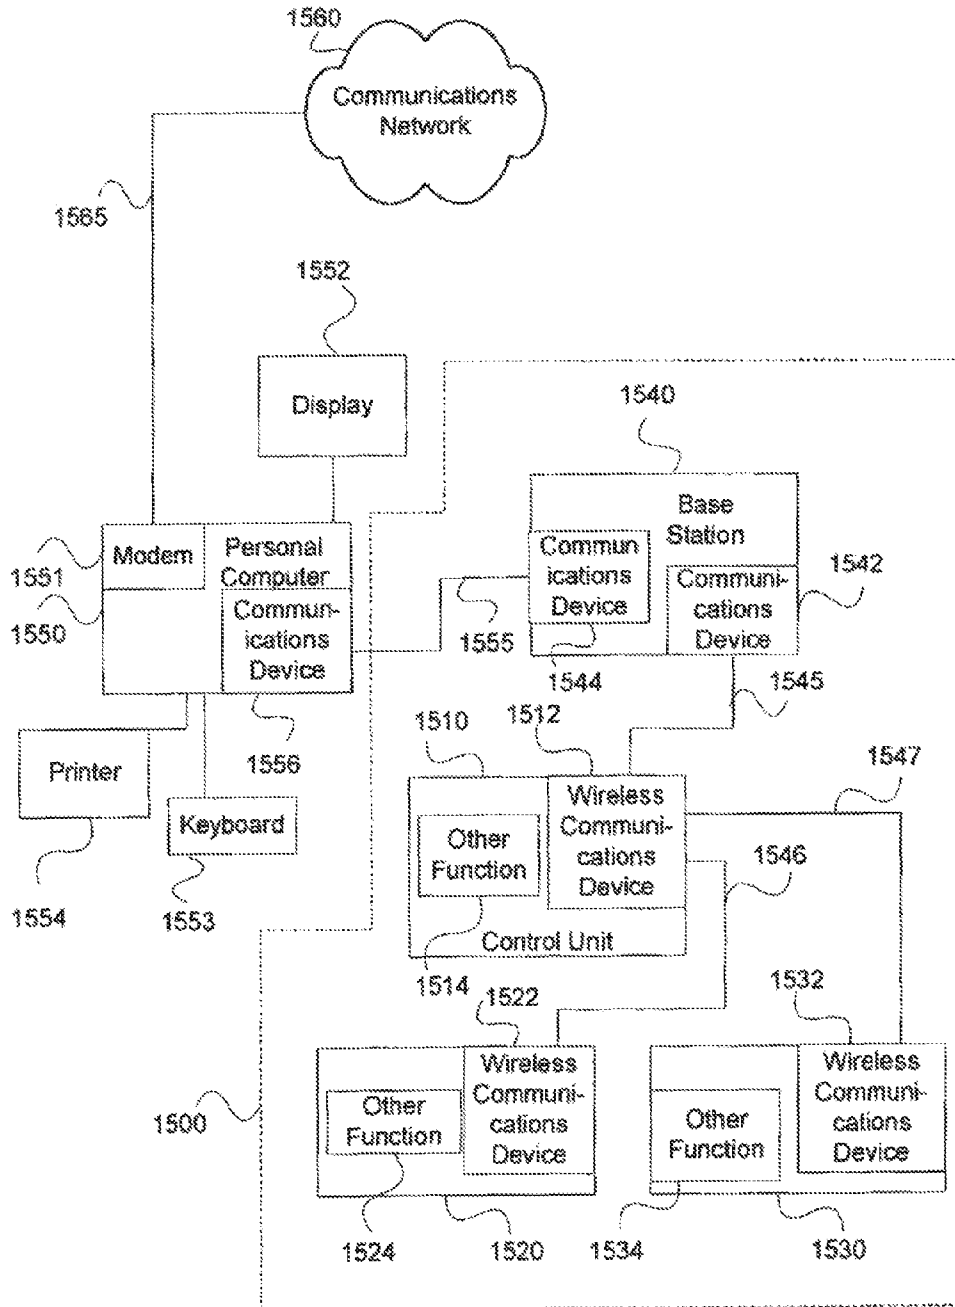 1560
Communications
Network
1565
1552
Display
1540
Base
Station
Modem
Personal
Computer
1551
1550
Commun
ications
Device
Communi-
cations
Device
1542
Commun-
ications
Device
1555
1544
1545
1556
1510
1512
1547
Printer
Keyboard
Wireless
Communi-
cations
Device
Other
Function
1546
1554
1553
Control Unit
1514
1522
1532
Wireless
Communi-
cations
Device
Other
Function
Wireless
Communi-
cations
Device
Other
Function
1500
1524
1520
1534
1530